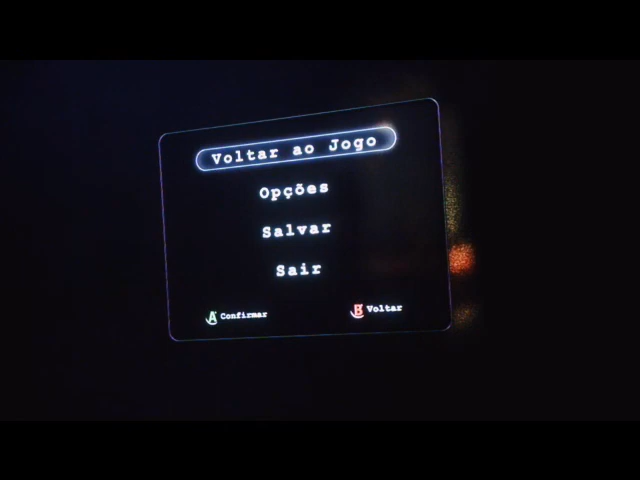 Voltar ao Jogo
Opções
Salvar
Sair
A Confirmar B Voltar